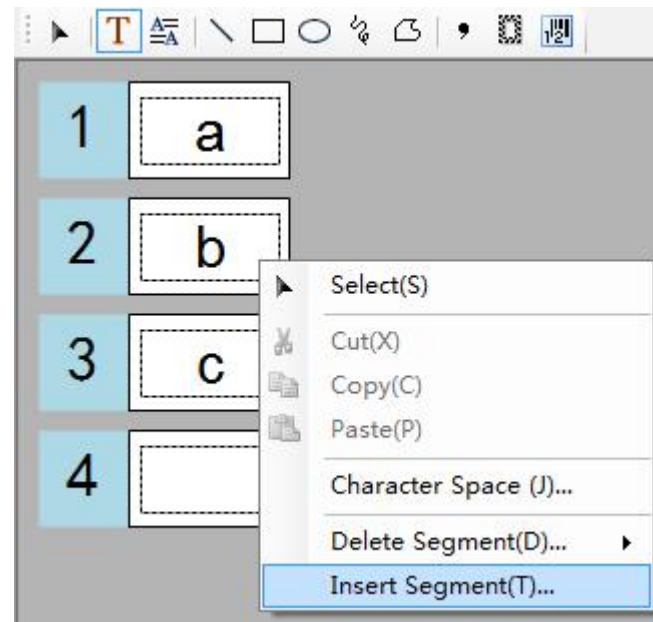 T A A A
1 a
2 b
3 c
4
Select(S)
Cut(X)
Copy(C)
Paste(P)
Character Space (J)...
Delete Segment(D)...
Insert Segment(T)...